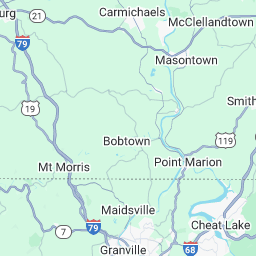 Carmichaels
McClellandtown
burg
21
79
Masontown
19
Smith
119
Bobtown
Mt Morris
Point Marion
Maidsville
79
7
Granville
68
Cheat Lake